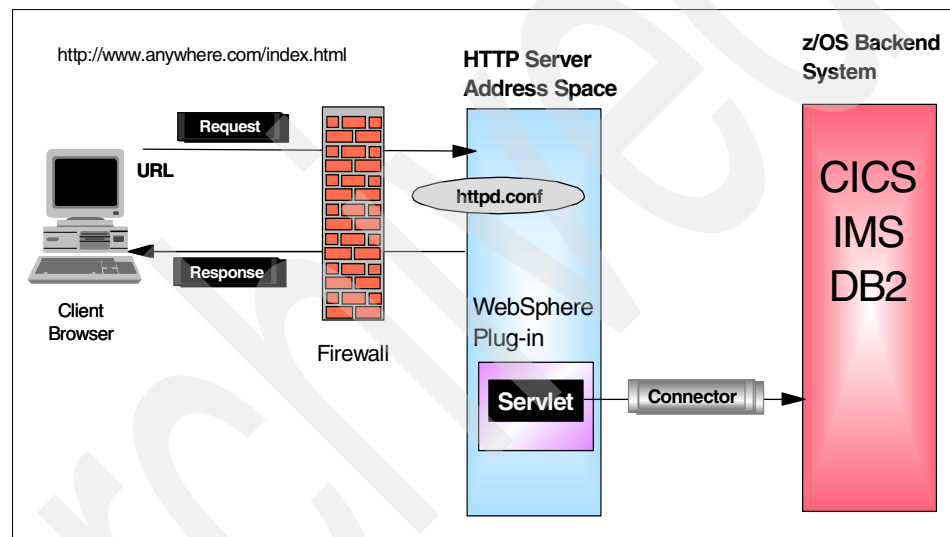 http://www.anywhere.com/index.html
HTTP Server
Address Space
z/OS Backend
System
Request
URL
httpd.conf
Response
Client
Browser
Firewall
WebSphere
Plug-in
Servlet
Connector
CICS
IMS
DB2